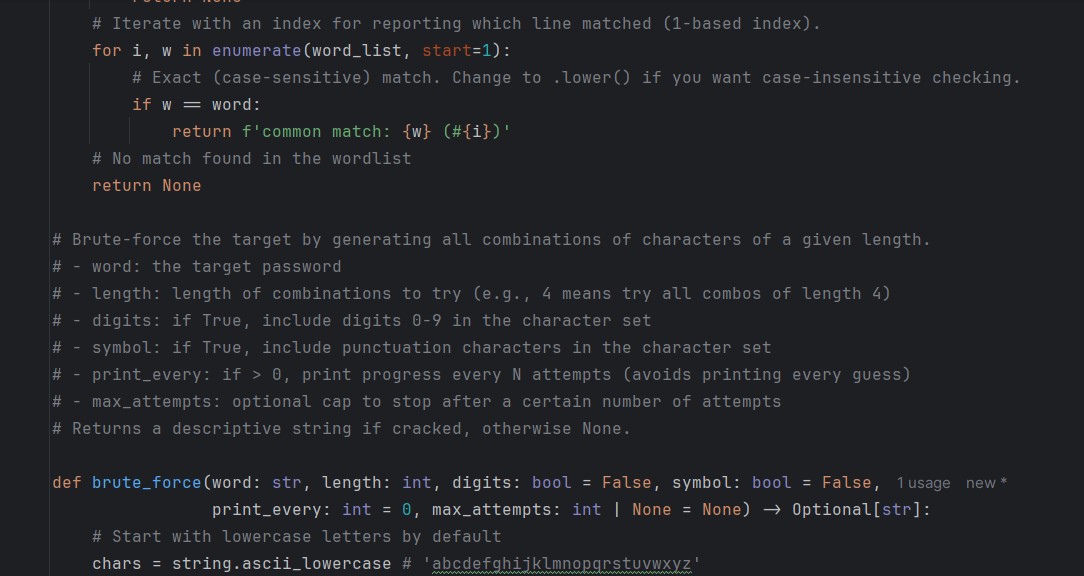 return None
# Iterate with an index for reporting which line matched (1-based index).
for i, w in enumerate(word_list, start=1):
# Exact (case-sensitive) match. Change to .lower() if you want case-insensitive checking.
if w == word:
return f'common match: {w} (#{i})'
# No match found in the wordlist
return None
# Brute-force the target by generating all combinations of characters of a given length.
# - word: the target password
# - length: length of combinations to try (e.g., 4 means try all combos of length 4)
# - digits: if True, include digits 0-9 in the character set
# - symbol: if True, include punctuation characters in the character set
# - print_every: if > 0, print progress every N attempts (avoids printing every guess)
# - max_attempts: optional cap to stop after a certain number of attempts
# Returns a descriptive string if cracked, otherwise None.
def brute_force(word: str, length: int, digits: bool = False, symbol: bool = False, 1 usage new *
print_every: int = 0, max_attempts: int | None = None) -> Optional[str]:
# Start with lowercase letters by default
chars = string.ascii_lowercase # 'abcdefghijklmnopqrstuvwxyz'